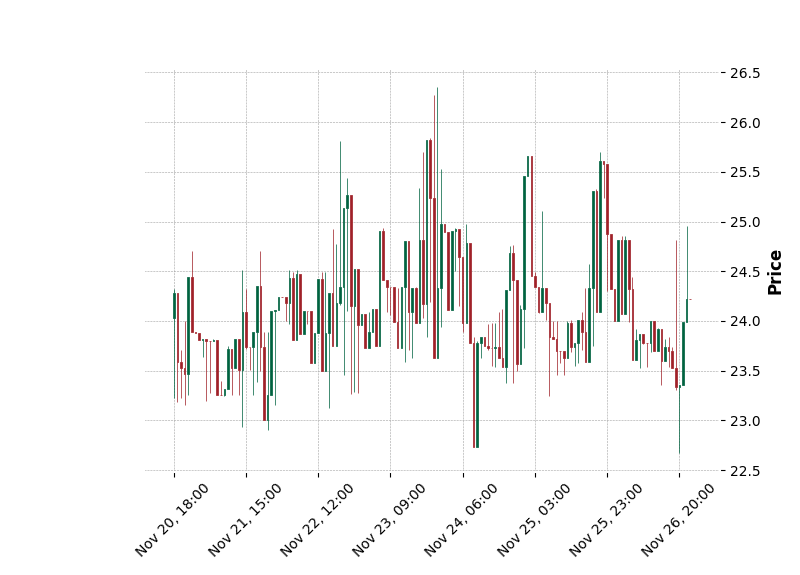 26.5
26.0
25.5
25.0
24.5
24.0
23.5
23.0
22.5
Price
Nov 20, 18:00
Nov 21, 15:00
Nov 22, 12:00
Nov 23, 09:00
Nov 24, 06:00
Nov 25, 03:00
Nov 25, 23:00
Nov 26, 20:00